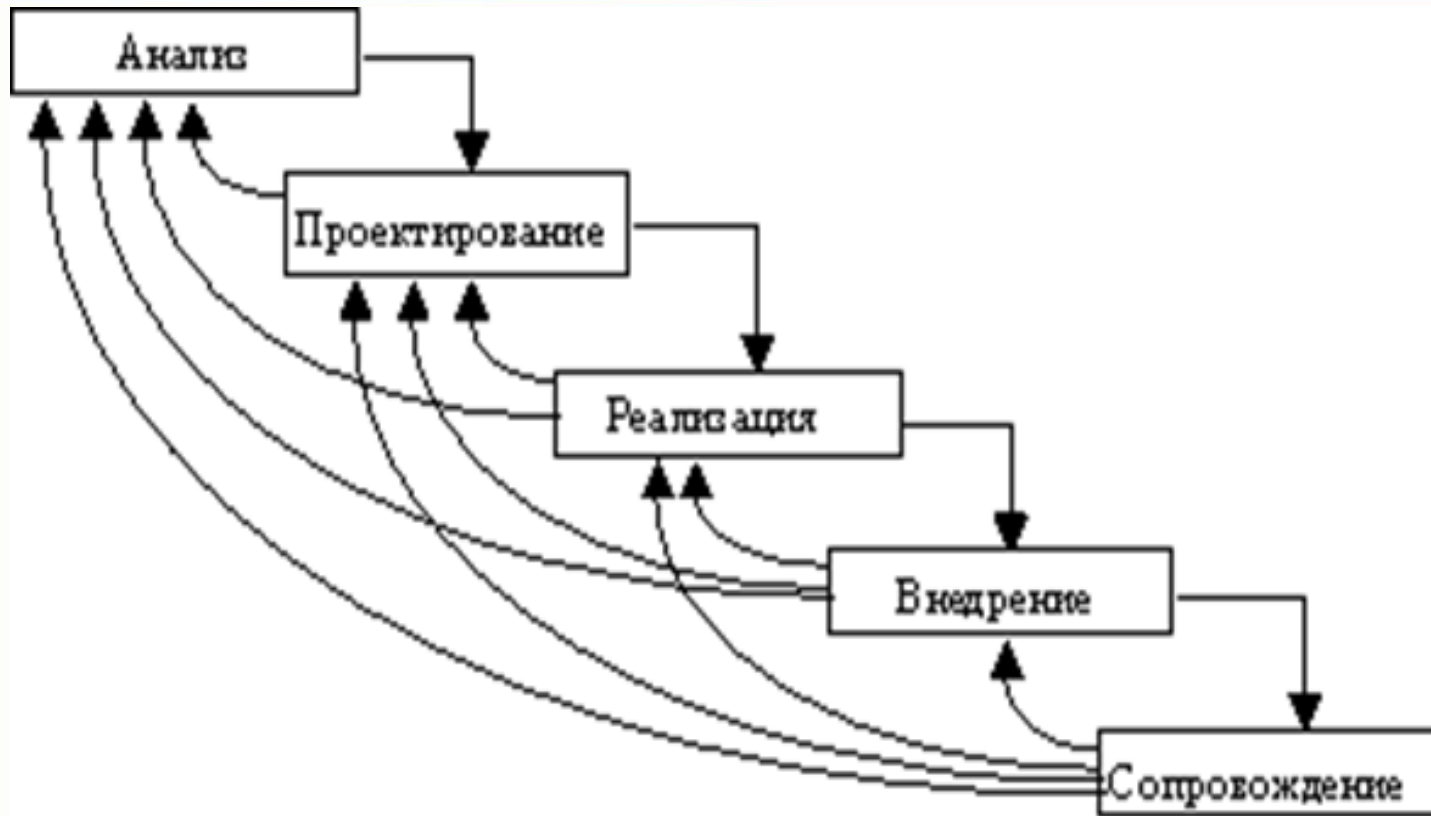 Анализ
Проектирование
Реализация
Внедрение
Сопровождение